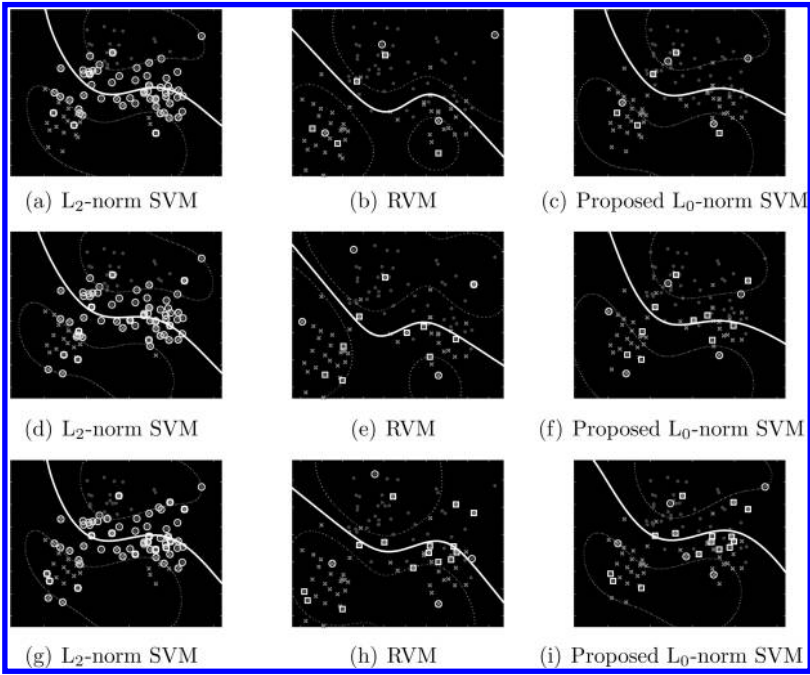 (a) L₂-norm SVM
(b) RVM
(c) Proposed L₀-norm SVM
(d) L₂-norm SVM
(e) RVM
(f) Proposed L₀-norm SVM
(g) L₂-norm SVM
(h) RVM
(i) Proposed L₀-norm SVM